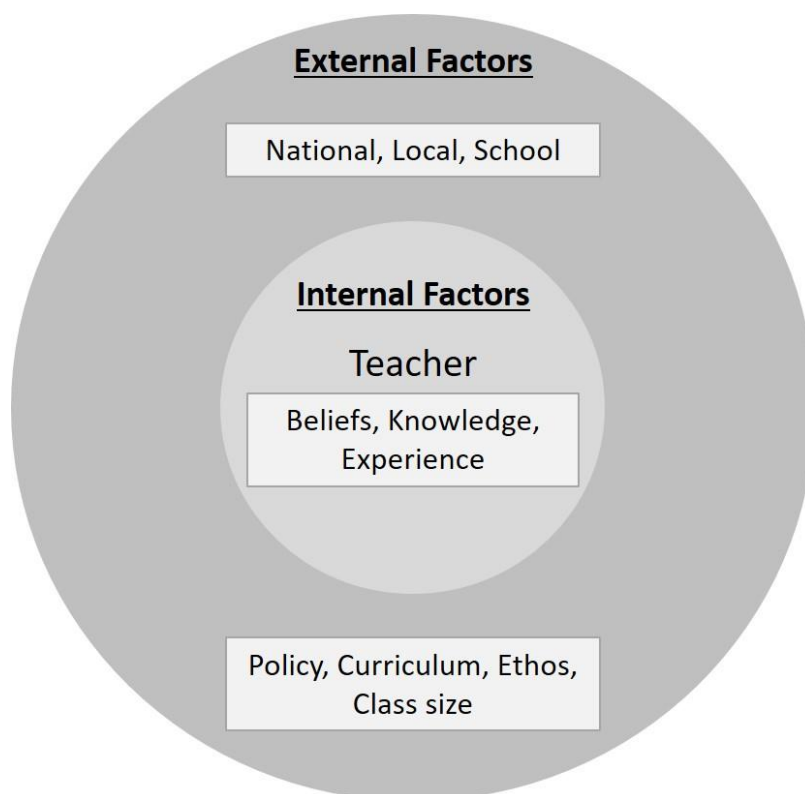 External Factors
National, Local, School
Internal Factors
Teacher
Beliefs, Knowledge,
Experience
Policy, Curriculum, Ethos,
Class size